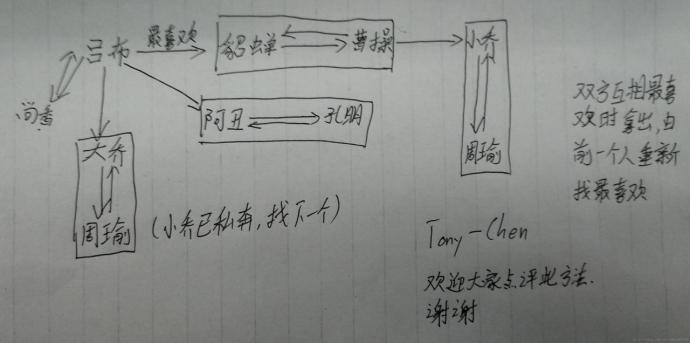 吕布
最喜欢
貂蝉
曹操
小乔
尚香
阿丑
孔明
大乔
周瑜
周瑜
(小乔已私奔,找下一个)
双方互相最喜
欢时拿出,由
前一个人重新
找最喜欢
Tony-Chen
欢迎大家点评此方法.
谢谢